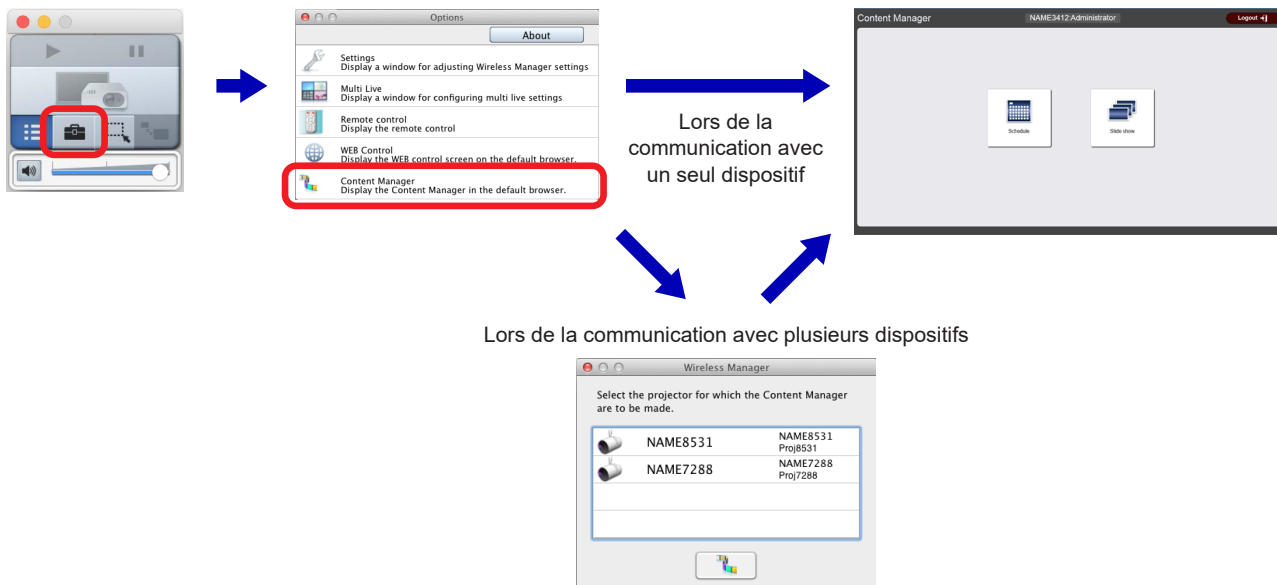 Options
About
Settings
Display a window for adjusting Wireless Manager settings
Multi Live
Display a window for configuring multi live settings
Remote control
Display the remote control
WEB Control
Display the WEB control screen on the default browser.
Content Manager
Display the Content Manager in the default browser.
Lors de la
communication avec
un seul dispositif
Content Manager
NAME3412:Administrator
Logout
Schedule
Slide show
Lors de la communication avec plusieurs dispositifs
Wireless Manager
Select the projector for which the Content Manager
are to be made.
NAME8531
NAME8531
Proj8531
NAME7288
NAME7288
Proj7288